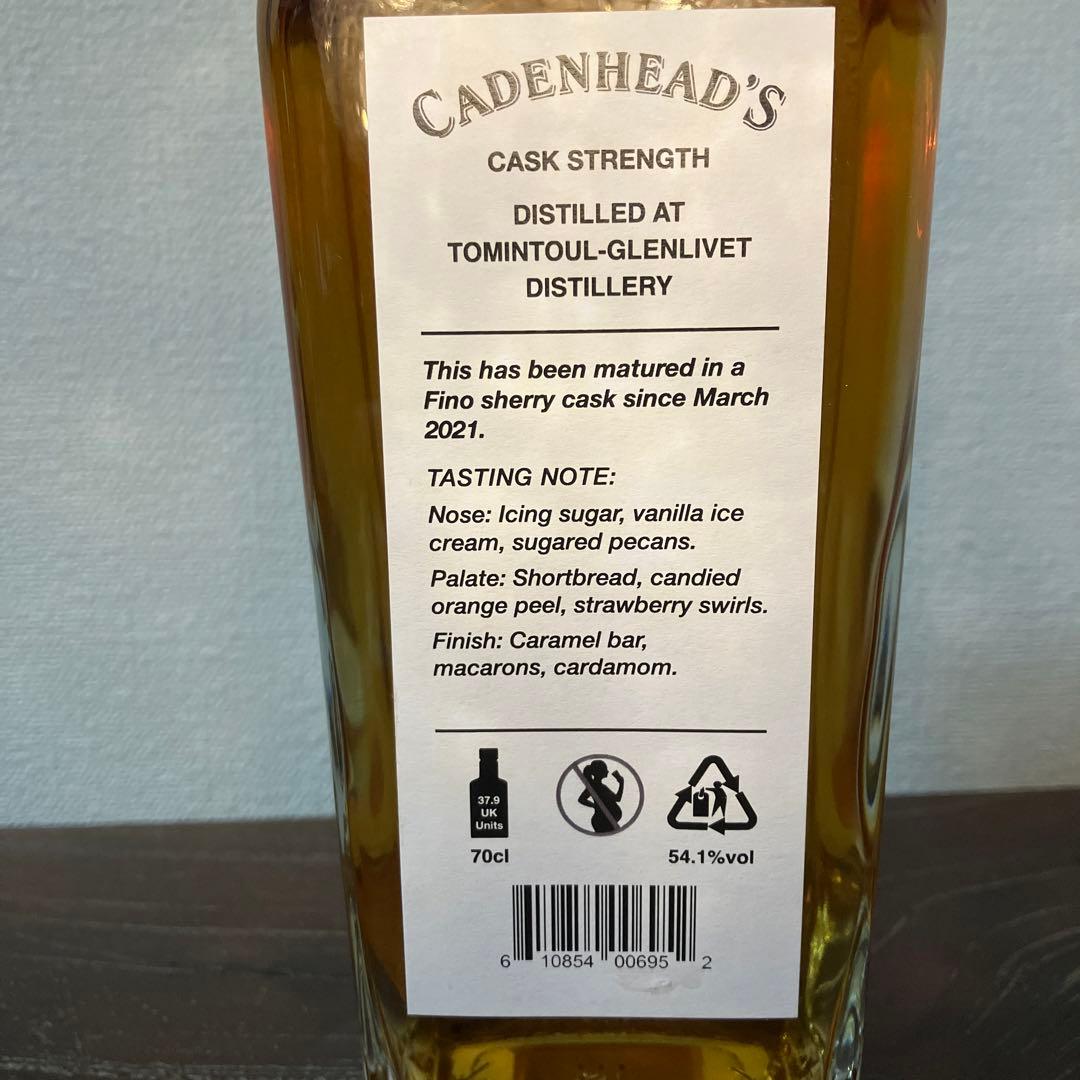 CADENHEAD'S
CASK STRENGTH
DISTILLED AT
TOMINTOUL-GLENLIVET
DISTILLERY
This has been matured in a
Fino sherry cask since March
2021.
TASTING NOTE:
Nose: Icing sugar, vanilla ice
cream, sugared pecans.
Palate: Shortbread, candied
orange peel, strawberry swirls.
Finish: Caramel bar,
macarons, cardamom.
37.9
UK
Units
70cl
54.1%vol
6 10854 00695 2